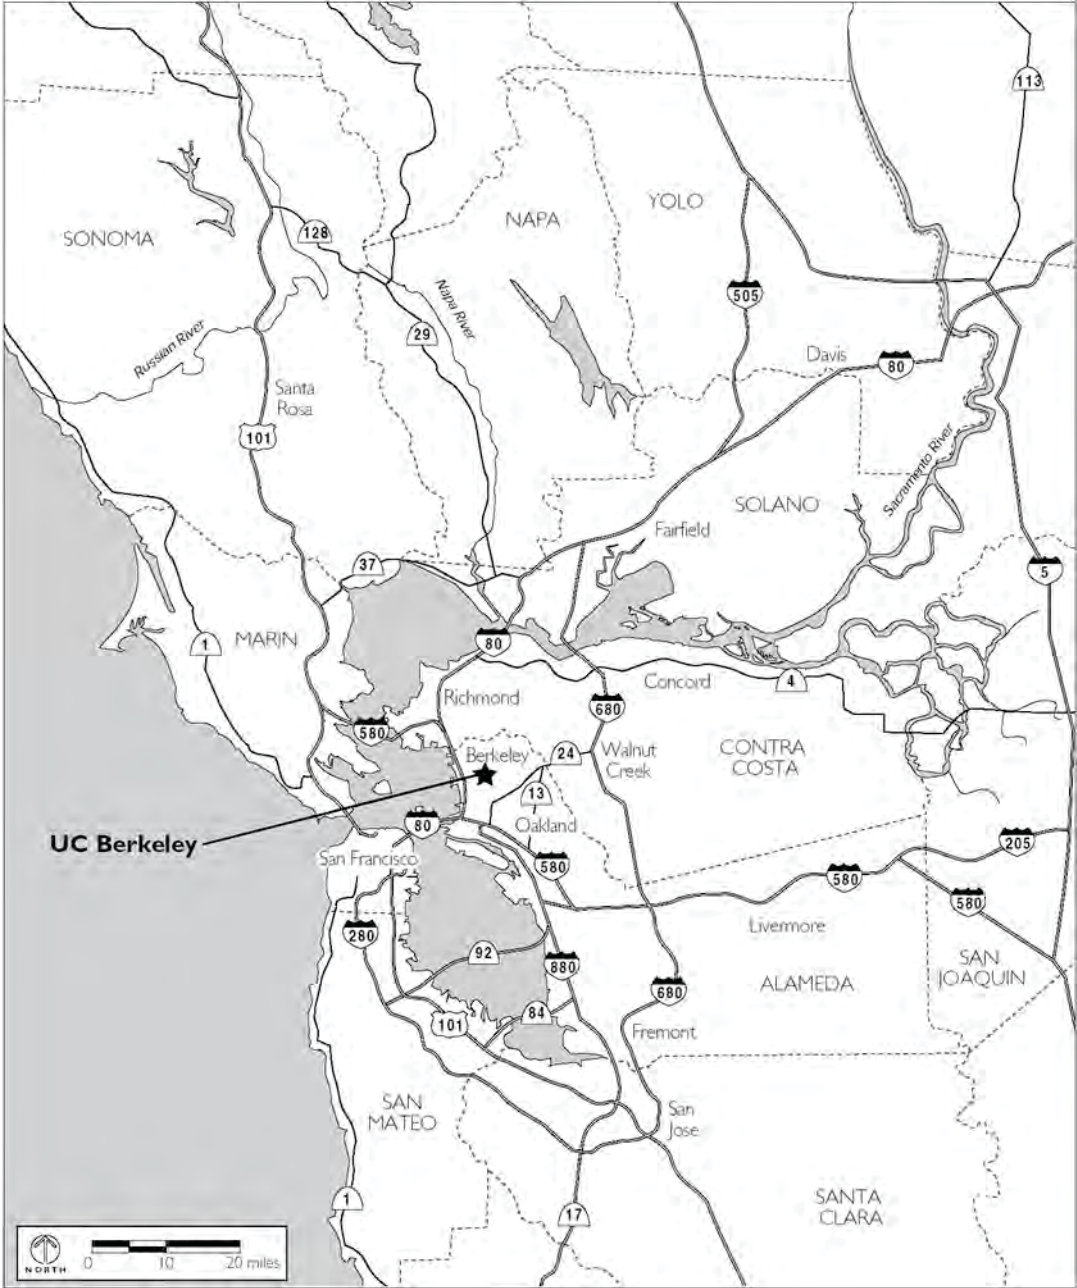 113
YOLO
NAPA
128
SONOMA
505
Napa River
29
Russian River
Davis
80
Santa
Rosa
101
Sacramento River
SOLANO
Fairfield
37
5
1
MARIN
80
Concord
4
Richmond
680
580
Berkeley
24
Walnut
Creek
CONTRA
COSTA
13
UC Berkeley
80
Oakland
205
San Francisco
580
580
580
Livermore
280
92
880
SAN
JOAQUIN
ALAMEDA
680
84
101
Fremont
SAN
MATEO
San
Jose
1
17
SANTA
CLARA
NORTH
0 10 20 miles